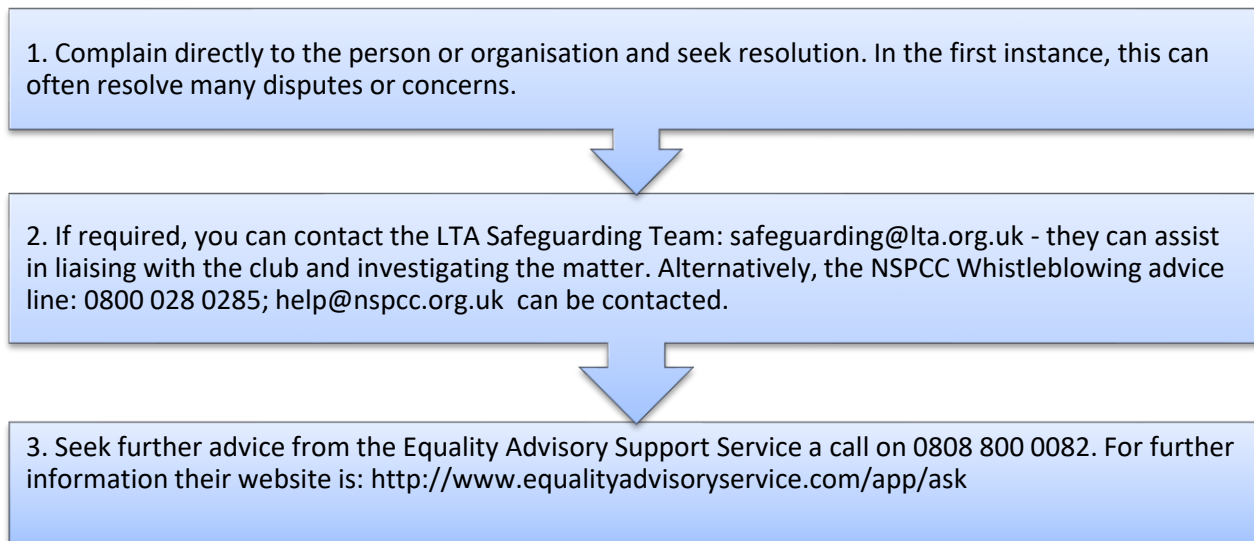 1. Complain directly to the person or organisation and seek resolution. In the first instance, this can
often resolve many disputes or concerns.
2. If required, you can contact the LTA Safeguarding Team: safeguarding@lta.org.uk - they can assist
in liaising with the club and investigating the matter. Alternatively, the NSPCC Whistleblowing advice
line: 0800 028 0285; help@nspcc.org.uk  can be contacted.
3. Seek further advice from the Equality Advisory Support Service a call on 0808 800 0082. For further
information their website is: http://www.equalityadvisoryservice.com/app/ask